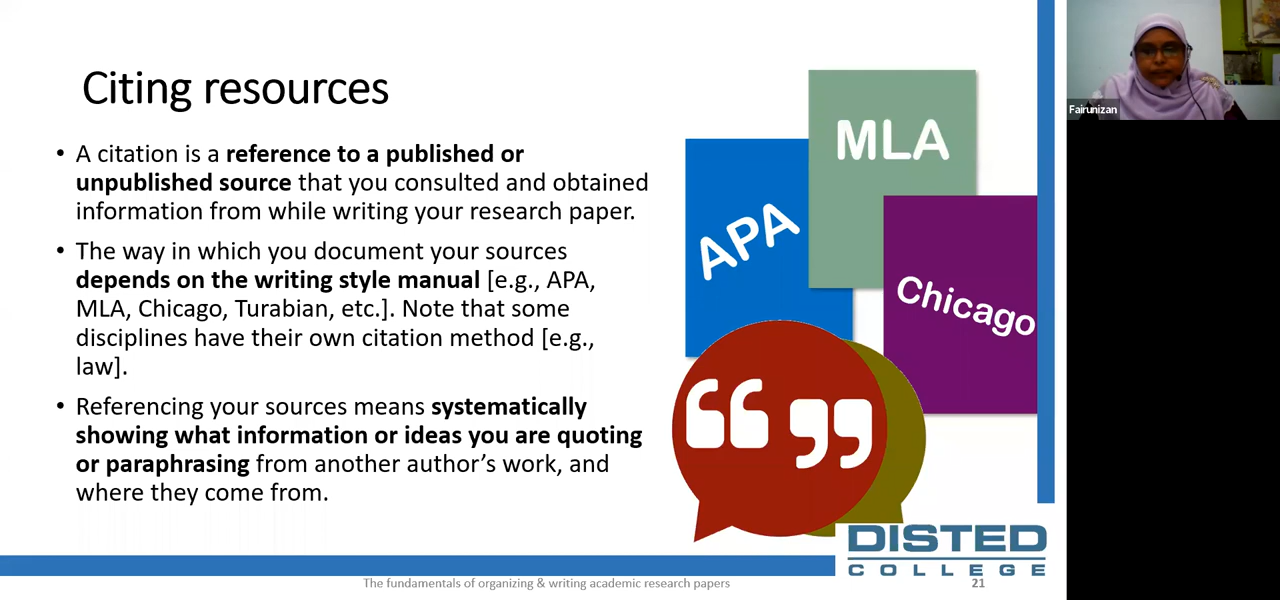 Citing resources
• A citation is a reference to a published or
unpublished source that you consulted and obtained
information from while writing your research paper.
• The way in which you document your sources
depends on the writing style manual [e.g., APA,
MLA, Chicago, Turabian, etc.]. Note that some
disciplines have their own citation method [e.g.,
law].
• Referencing your sources means systematically
showing what information or ideas you are quoting
or paraphrasing from another author’s work, and
where they come from.
MLA
APA
Chicago
“ ”
DISTED
COLLEGE
The fundamentals of organizing & writing academic research papers
21
Fairunizan